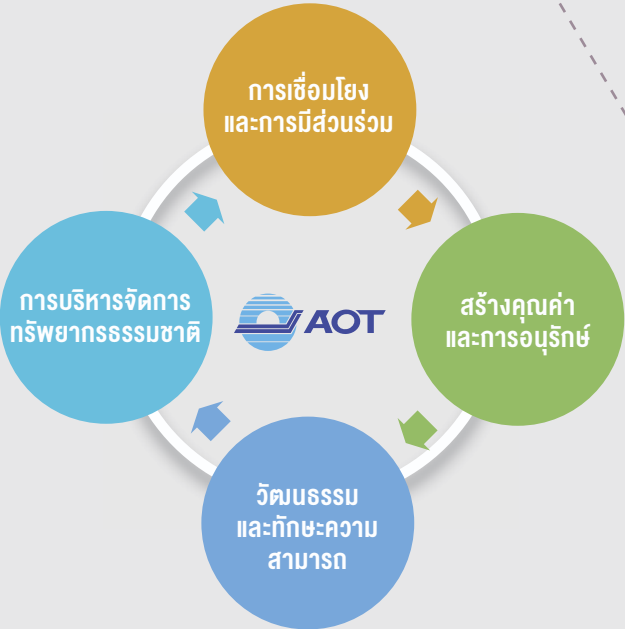 การเชื่อมโยง
และการมีส่วนร่วม
การบริหารจัดการ
ทรัพยากรธรรมชาติ
AOT
สร้างคุณค่า
และการอนุรักษ์
วัฒนธรรม
และทักษะความ
สามารถ